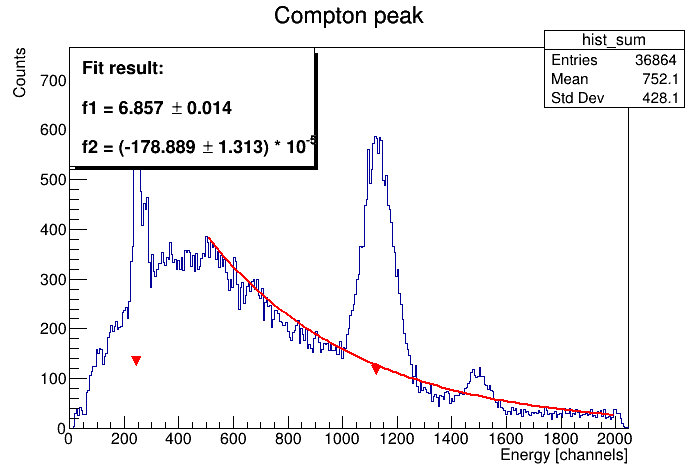 Compton peak
hist_sum
Entries 36864
Mean 752.1
Std Dev 428.1
Fit result:
f1 = 6.857 ± 0.014
f2 = (-178.889 ± 1.313) * 10^-5
Counts
700
600
500
400
300
200
100
0
0 200 400 600 800 1000 1200 1400 1600 1800 2000
Energy [channels]